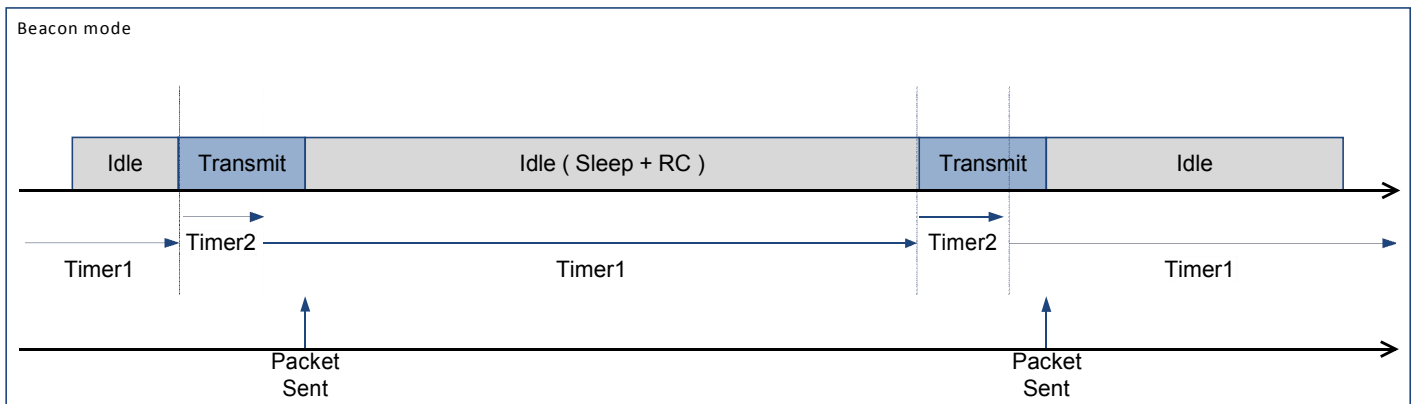 Beacon mode
Idle
Transmit
Idle ( Sleep + RC )
Transmit
Idle
Timer2
Timer2
Timer1
Timer1
Timer1
Packet
Sent
Packet
Sent